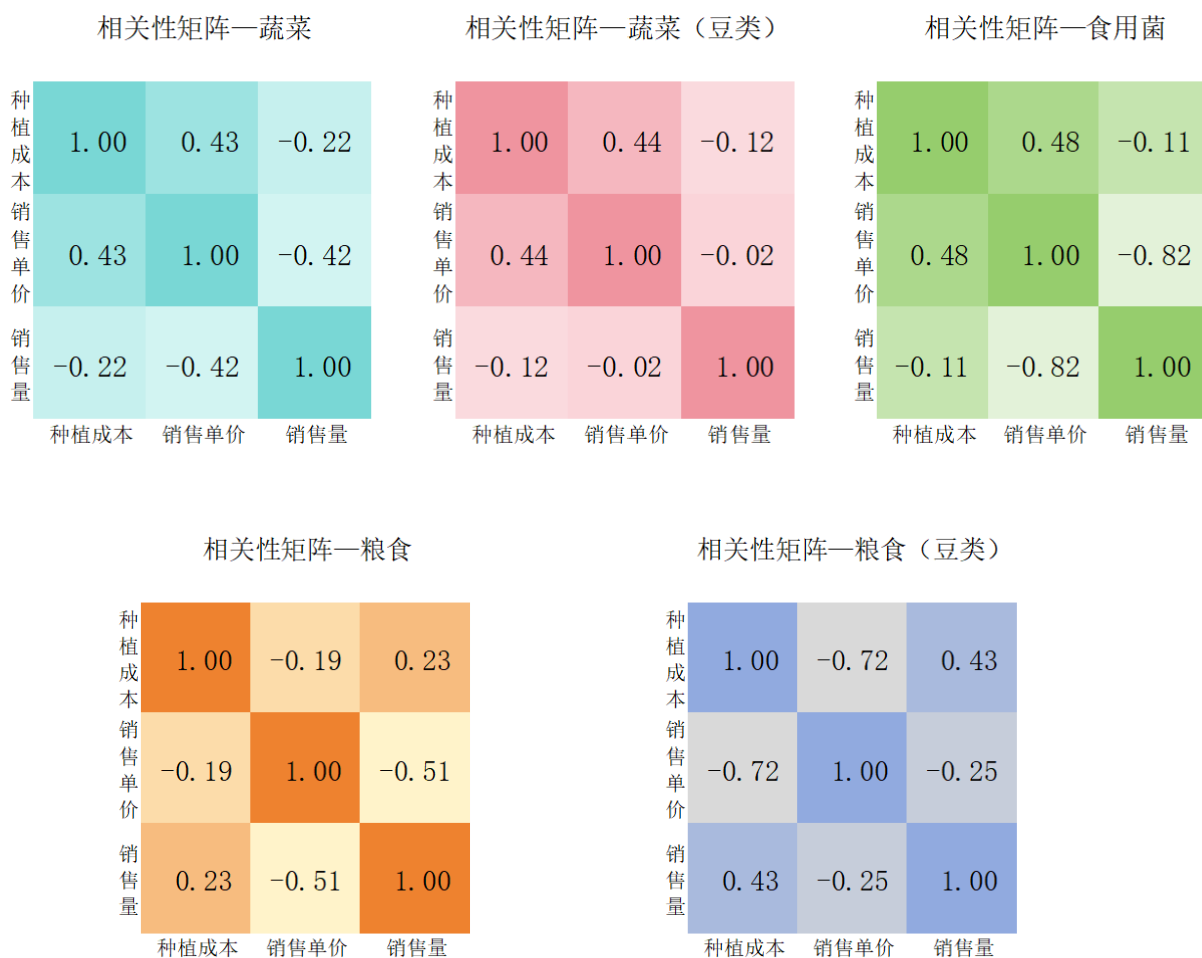 相关性矩阵—蔬菜
种植成本 1.00 0.43 -0.22
销售单价 0.43 1.00 -0.42
销售量 -0.22 -0.42 1.00
种植成本 销售单价 销售量
相关性矩阵—蔬菜（豆类）
种植成本 1.00 0.44 -0.12
销售单价 0.44 1.00 -0.02
销售量 -0.12 -0.02 1.00
种植成本 销售单价 销售量
相关性矩阵—食用菌
种植成本 1.00 0.48 -0.11
销售单价 0.48 1.00 -0.82
销售量 -0.11 -0.82 1.00
种植成本 销售单价 销售量
相关性矩阵—粮食
种植成本 1.00 -0.19 0.23
销售单价 -0.19 1.00 -0.51
销售量 0.23 -0.51 1.00
种植成本 销售单价 销售量
相关性矩阵—粮食（豆类）
种植成本 1.00 -0.72 0.43
销售单价 -0.72 1.00 -0.25
销售量 0.43 -0.25 1.00
种植成本 销售单价 销售量